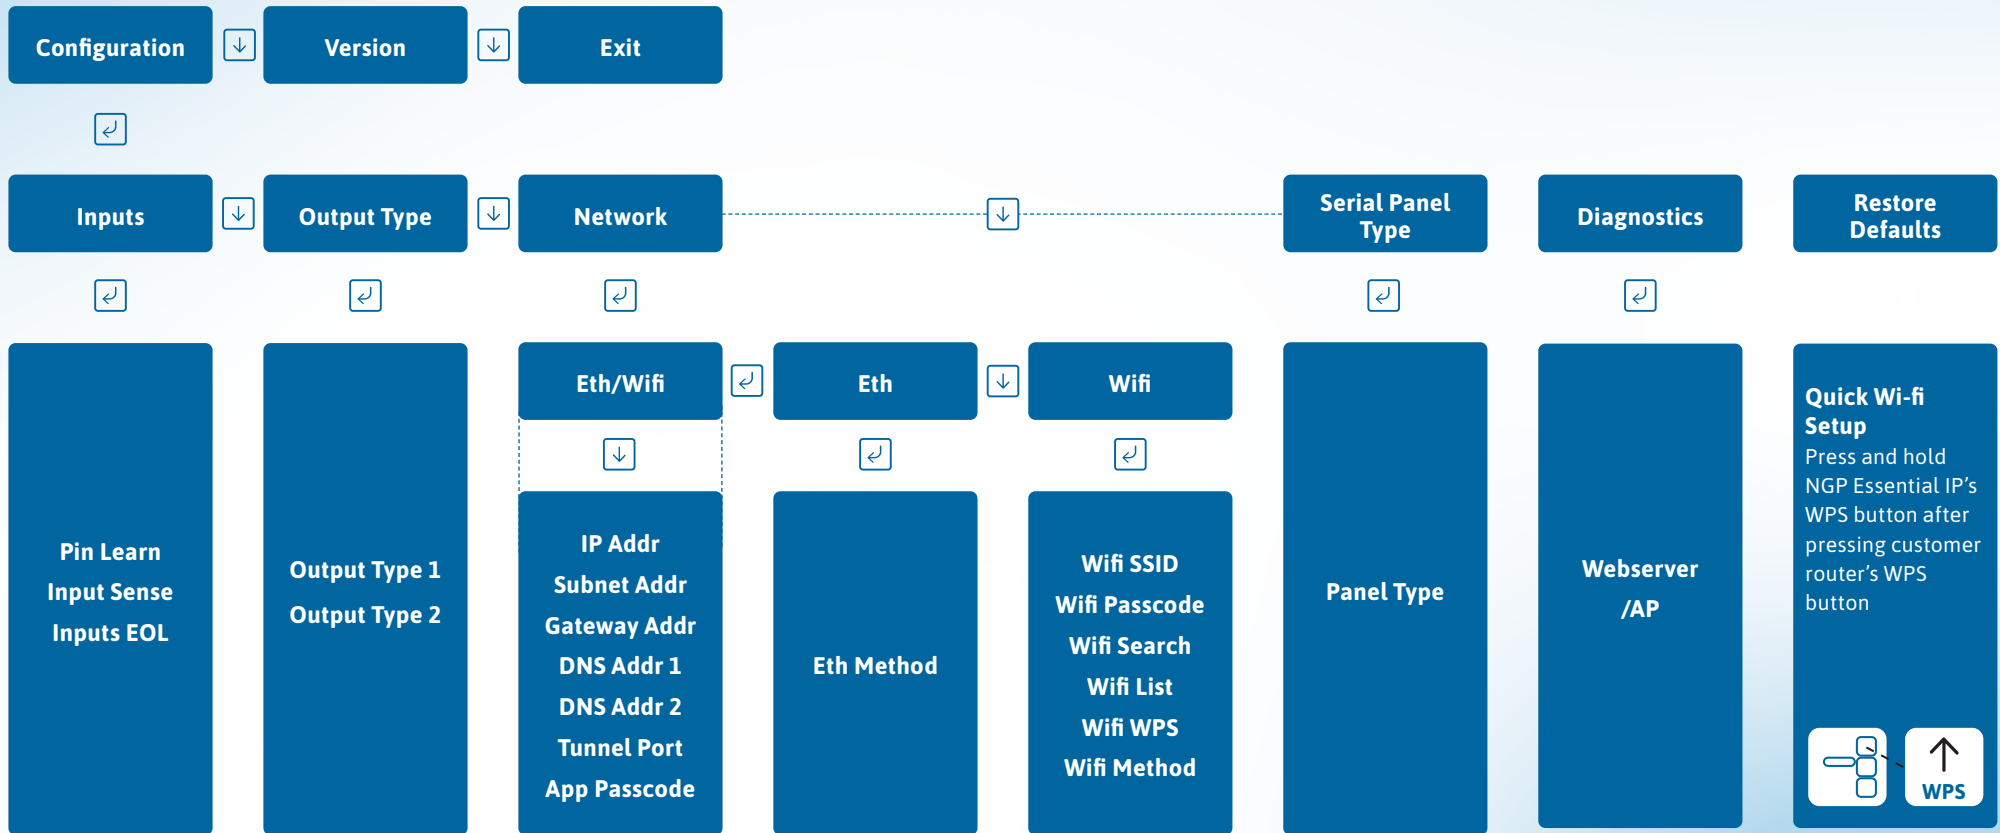 Configuration
Version
Exit
Inputs
Output Type
Network
Serial Panel
Type
Diagnostics
Restore
Defaults
Pin Learn
Input Sense
Inputs EOL
Output Type 1
Output Type 2
Eth/Wifi
IP Addr
Subnet Addr
Gateway Addr
DNS Addr 1
DNS Addr 2
Tunnel Port
App Passcode
Eth
Eth Method
Wifi
Wifi SSID
Wifi Passcode
Wifi Search
Wifi List
Wifi WPS
Wifi Method
Panel Type
Webserver
/AP
Quick Wi-fi
Setup
Press and hold
NGP Essential IP’s
WPS button after
pressing customer
router’s WPS
button
WPS